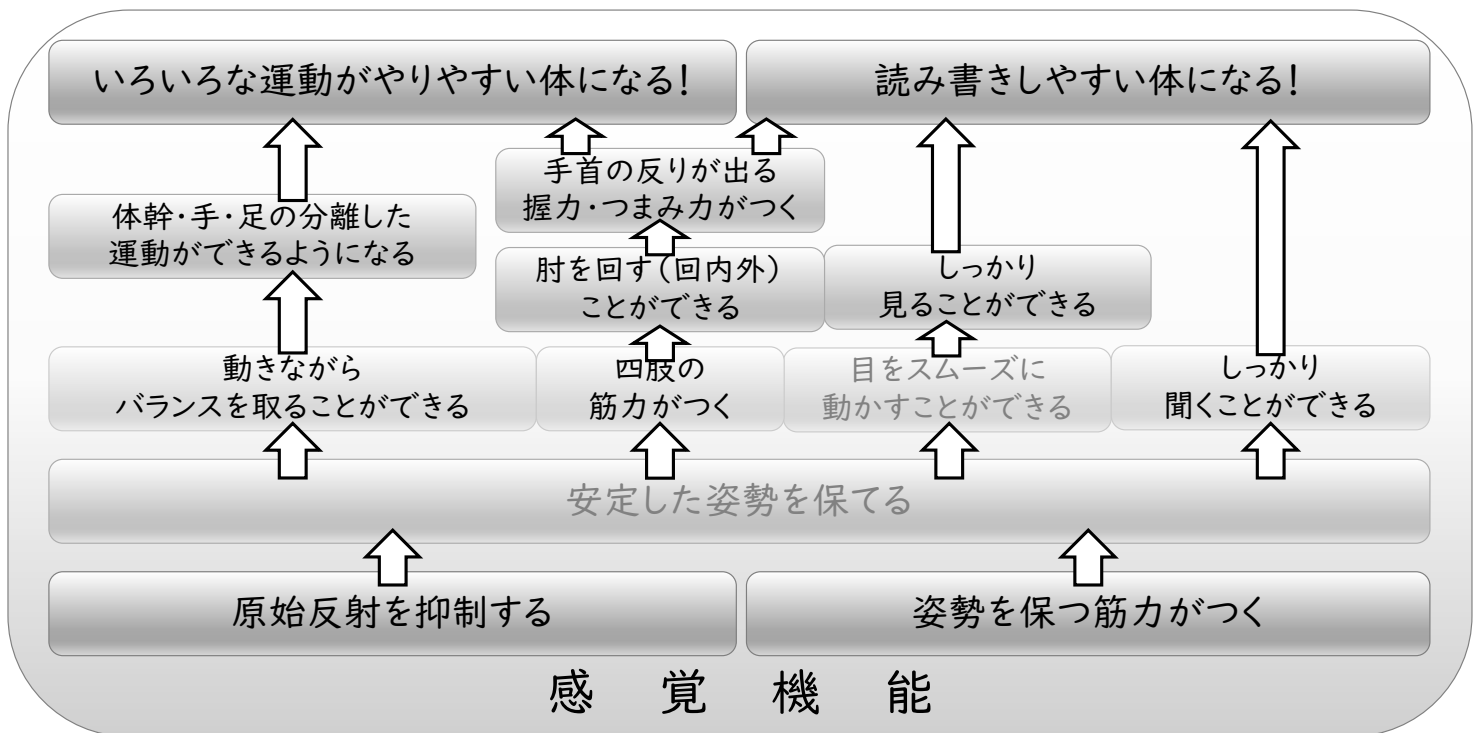 いろいろな運動がやりやすい体になる！
読み書きしやすい体になる！
手首の反りが出る
握力・つまみ力がつく
体幹・手・足の分離した
運動ができるようになる
肘を回す（回内外）
ことができる
しっかり
見ることができる
動きながら
バランスを取ることができる
四肢の
筋力がつく
目をスムーズに
動かすことができる
しっかり
聞くことができる
安定した姿勢を保てる
原始反射を抑制する
姿勢を保つ筋力がつく
感 覚 機 能